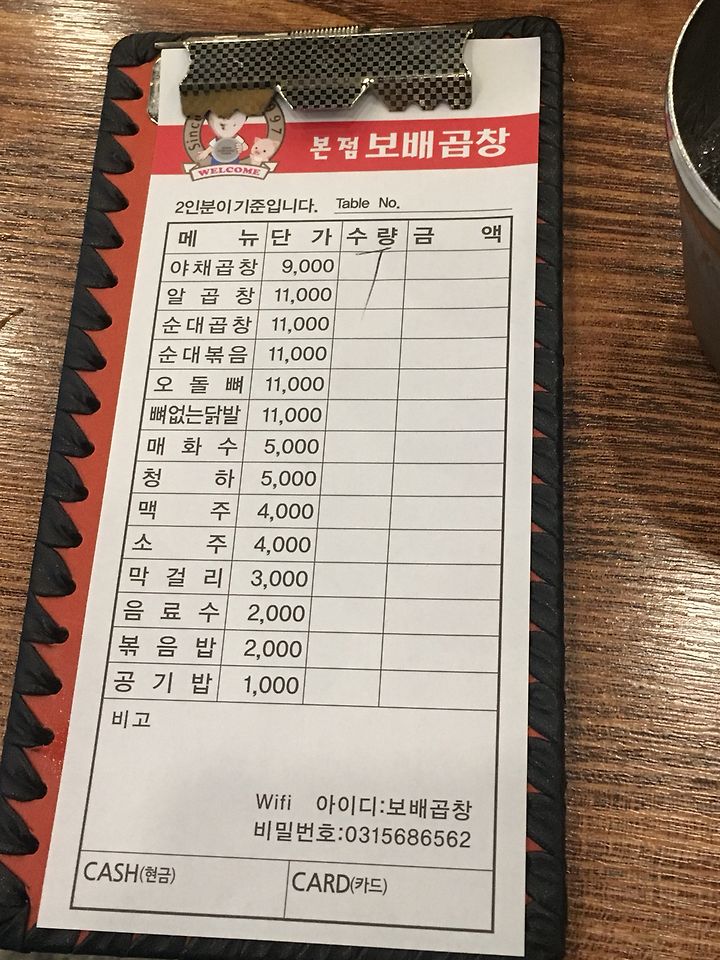 Since 1997
WELCOME
본점 보배곱창
2인분이 기준입니다. Table No.
메 뉴 단 가 수 량 금 액
야채곱창 9,000
알 곱 창 11,000
순대곱창 11,000
순대볶음 11,000
오 돌 뼈 11,000
뼈없는닭발 11,000
매 화 수 5,000
청 하 5,000
맥 주 4,000
소 주 4,000
막 걸 리 3,000
음 료 수 2,000
볶 음 밥 2,000
공 기 밥 1,000
비고
Wifi 아이디:보배곱창
비밀번호:0315686562
CASH(현금) CARD(카드)